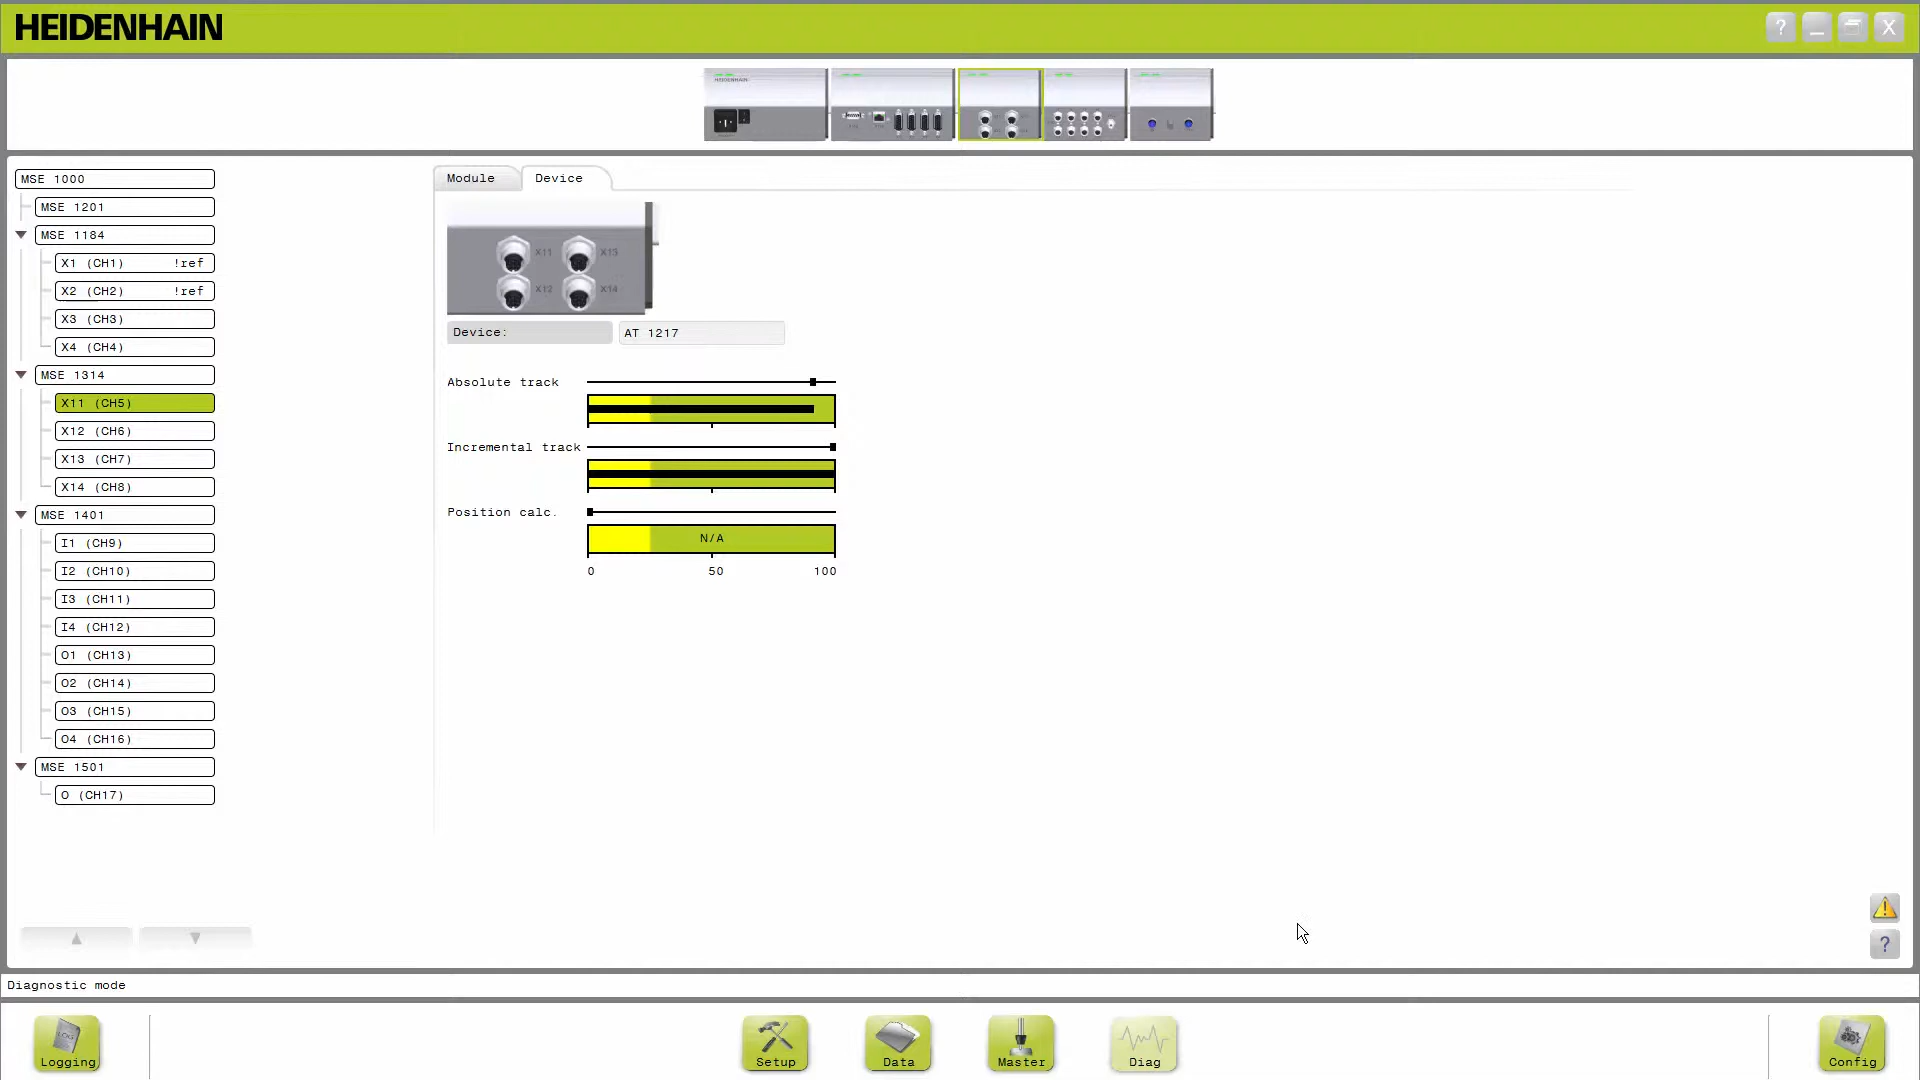 HEIDENHAIN
HEIDENHAIN
MSE 1000
MSE 1201
MSE 1184
X1 (CH1) !ref
X2 (CH2) !ref
X3 (CH3)
X4 (CH4)
MSE 1314
X11 (CH5)
X12 (CH6)
X13 (CH7)
X14 (CH8)
MSE 1401
I1 (CH9)
I2 (CH10)
I3 (CH11)
I4 (CH12)
O1 (CH13)
O2 (CH14)
O3 (CH15)
O4 (CH16)
MSE 1501
O (CH17)
Module Device
X11 X13
X12 X14
Device: AT 1217
Absolute track
Incremental track
Position calc.
N/A
0 50 100
Diagnostic mode
Logging Setup Data Master Diag Config